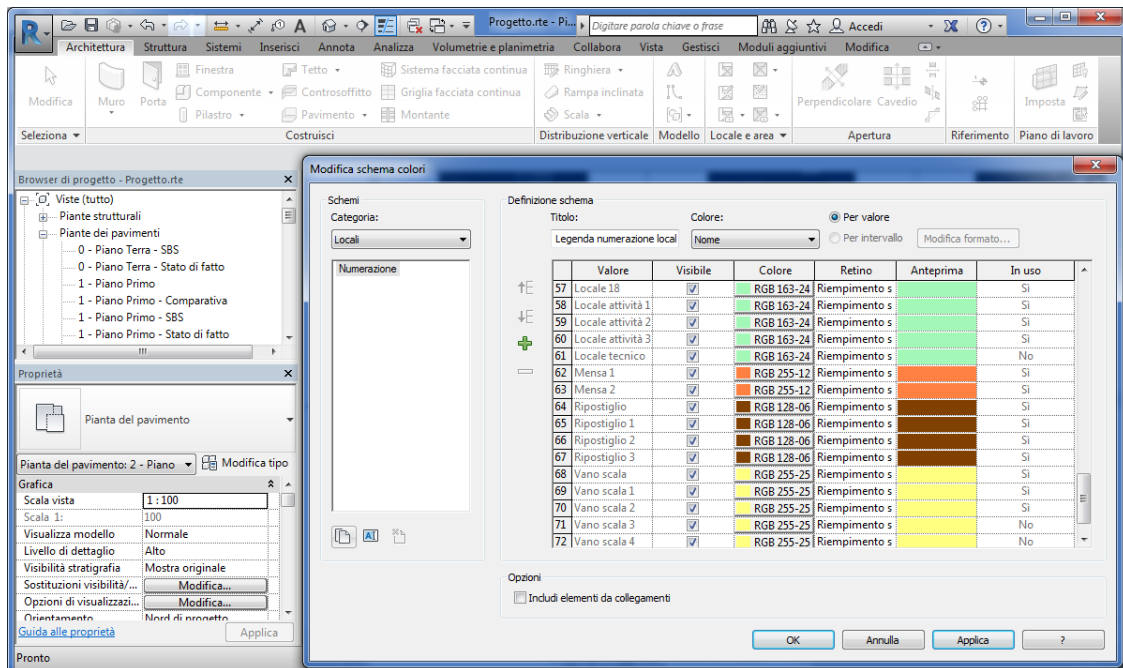 Progetto.rte - Pi... Digitare parola chiave o frase Accedi
Architettura Struttura Sistemi Inserisci Annota Analizza Volumetrie e planimetria Collabora Vista Gestisci Moduli aggiuntivi Modifica
Finestra Tetto Sistema facciata continua Ringhiera
Componente Controsoffitto Griglia facciata continua Rampa inclinata
Modifica Muro Porta Perpendicolare Cavedio Imposta
Pilastro Pavimento Montante Scala
Seleziona Costruisci Distribuzione verticale Modello Locale e area Apertura Riferimento Piano di lavoro
Browser di progetto - Progetto.rte
Viste (tutto)
Piante strutturali
Piante dei pavimenti
0 - Piano Terra - SBS
0 - Piano Terra - Stato di fatto
1 - Piano Primo
1 - Piano Primo - Comparativa
1 - Piano Primo - SBS
1 - Piano Primo - Stato di fatto
Proprietà
Pianta del pavimento
Pianta del pavimento: 2 - Piano Modifica tipo
Grafica
Scala vista 1 : 100
Scala 1: 100
Visualizza modello Normale
Livello di dettaglio Alto
Visibilità stratigrafia Mostra originale
Sostituzioni visibilità/... Modifica...
Opzioni di visualizzazi... Modifica...
Orientamento Nord di progetto
Guida alle proprietà Applica
Pronto
Modifica schema colori
Schemi
Categoria:
Locali
Numerazione
Definizione schema
Titolo: Colore: Per valore
Legenda numerazione local Nome Per intervallo Modifica formato...
Valore Visibile Colore Retino Anteprima In uso
57 Locale 18 RGB 163-24 Riempimento s Sì
58 Locale attività 1 RGB 163-24 Riempimento s Sì
59 Locale attività 2 RGB 163-24 Riempimento s Sì
60 Locale attività 3 RGB 163-24 Riempimento s Sì
61 Locale tecnico RGB 163-24 Riempimento s No
62 Mensa 1 RGB 255-12 Riempimento s Sì
63 Mensa 2 RGB 255-12 Riempimento s Sì
64 Ripostiglio RGB 128-06 Riempimento s Sì
65 Ripostiglio 1 RGB 128-06 Riempimento s Sì
66 Ripostiglio 2 RGB 128-06 Riempimento s Sì
67 Ripostiglio 3 RGB 128-06 Riempimento s Sì
68 Vano scala RGB 255-25 Riempimento s Sì
69 Vano scala 1 RGB 255-25 Riempimento s Sì
70 Vano scala 2 RGB 255-25 Riempimento s Sì
71 Vano scala 3 RGB 255-25 Riempimento s No
72 Vano scala 4 RGB 255-25 Riempimento s No
Opzioni
Includi elementi da collegamenti
OK Annulla Applica ?